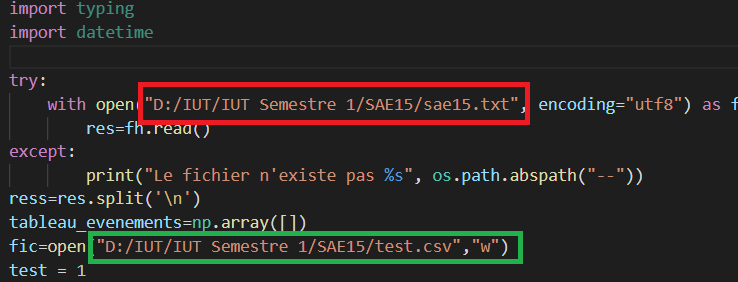 import typing
import datetime
try:
with open("D:/IUT/IUT Semestre 1/SAE15/sae15.txt", encoding="utf8") as f
res=fh.read()
except:
print("Le fichier n'existe pas %s", os.path.abspath("--"))
ress=res.split('\n')
tableau_evenements=np.array([])
fic=open("D:/IUT/IUT Semestre 1/SAE15/test.csv","w")
test = 1